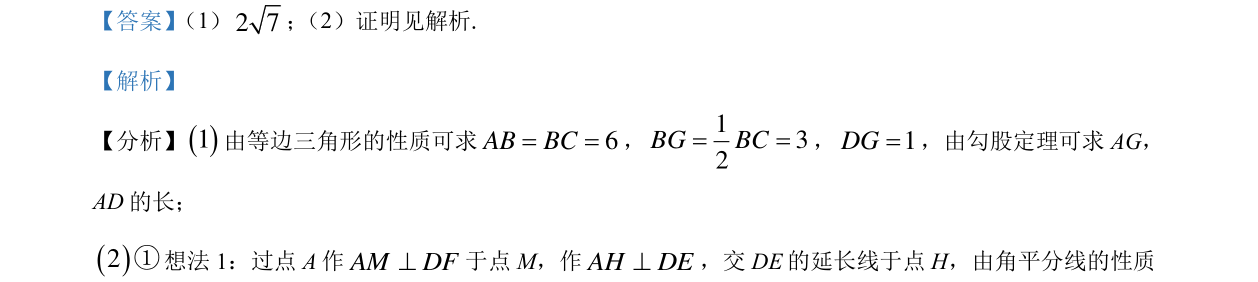 【答案】（1）$2\sqrt{7}$；（2）证明见解析.
【解析】
【分析】(1)由等边三角形的性质可求 $AB=BC=6$，$BG=\frac{1}{2}BC=3$，$DG=1$，由勾股定理可求 AG，
AD 的长；
(2)①想法 1：过点 A 作 $AM\perp DF$ 于点 M，作 $AH\perp DE$，交 DE 的延长线于点 H，由角平分线的性质